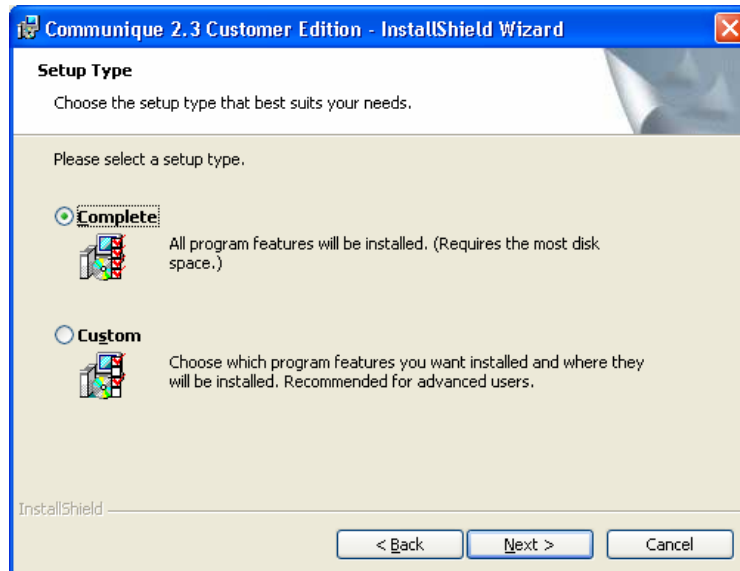 Communique 2.3 Customer Edition - InstallShield Wizard
Setup Type
Choose the setup type that best suits your needs.
Please select a setup type.
Complete
All program features will be installed. (Requires the most disk
space.)
Custom
Choose which program features you want installed and where they
will be installed. Recommended for advanced users.
InstallShield
< Back
Next >
Cancel